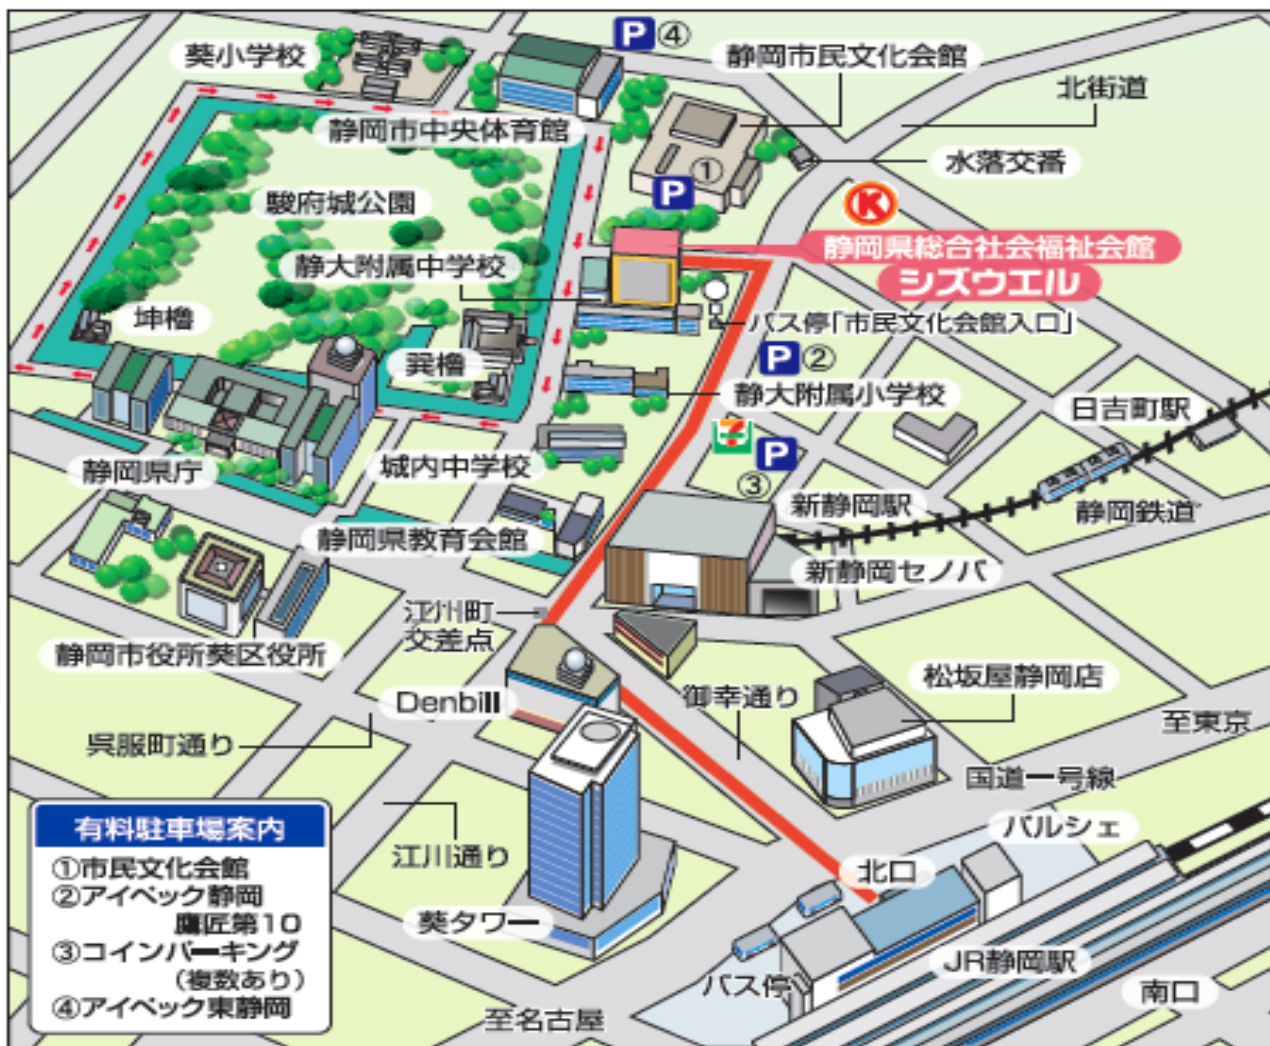 葵小学校
P④
静岡市民文化会館
北街道
静岡市中央体育館
水落交番
①
P
K
駿府城公園
静岡県総合社会福祉会館
シズウエル
静大附属中学校
坤櫓
バス停「市民文化会館入口」
巽櫓
P②
静大附属小学校
日吉町駅
7
P
③
静岡県庁
城内中学校
新静岡駅
静岡鉄道
静岡県教育会館
新静岡セノバ
江川町
交差点
静岡市役所葵区役所
Denbill
御幸通り
松坂屋静岡店
呉服町通り
至東京
国道一号線
パルシェ
有料駐車場案内
①市民文化会館
②アイペック静岡
鷹匠第10
③コインパーキング
（複数あり）
④アイペック東静岡
江川通り
北口
葵タワー
JR静岡駅
バス停
南口
至名古屋